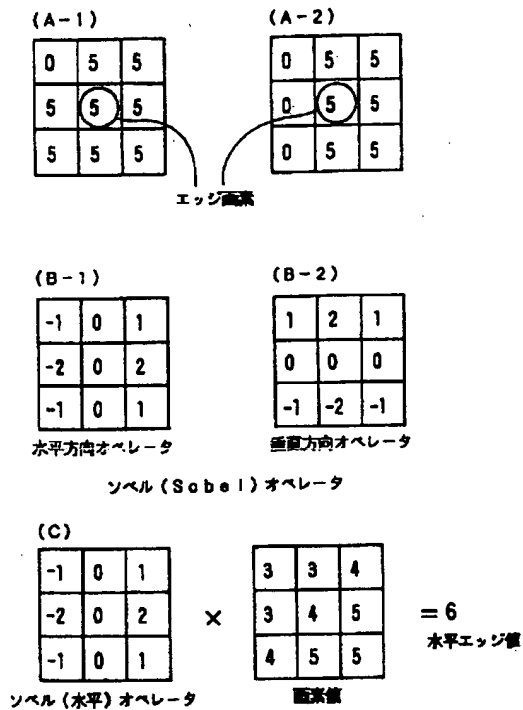 (A-1)
(A-2)
0 5 5
5 5 5
5 5 5
0 5 5
0 5 5
0 5 5
エッジ画素
(B-1)
(B-2)
-1 0 1
-2 0 2
-1 0 1
1 2 1
0 0 0
-1 -2 -1
水平方向オペレータ
垂直方向オペレータ
ソベル(Sobel)オペレータ
(C)
-1 0 1
-2 0 2
-1 0 1
×
3 3 4
3 4 5
4 5 5
=6
水平エッジ値
ソベル(水平)オペレータ
画素値